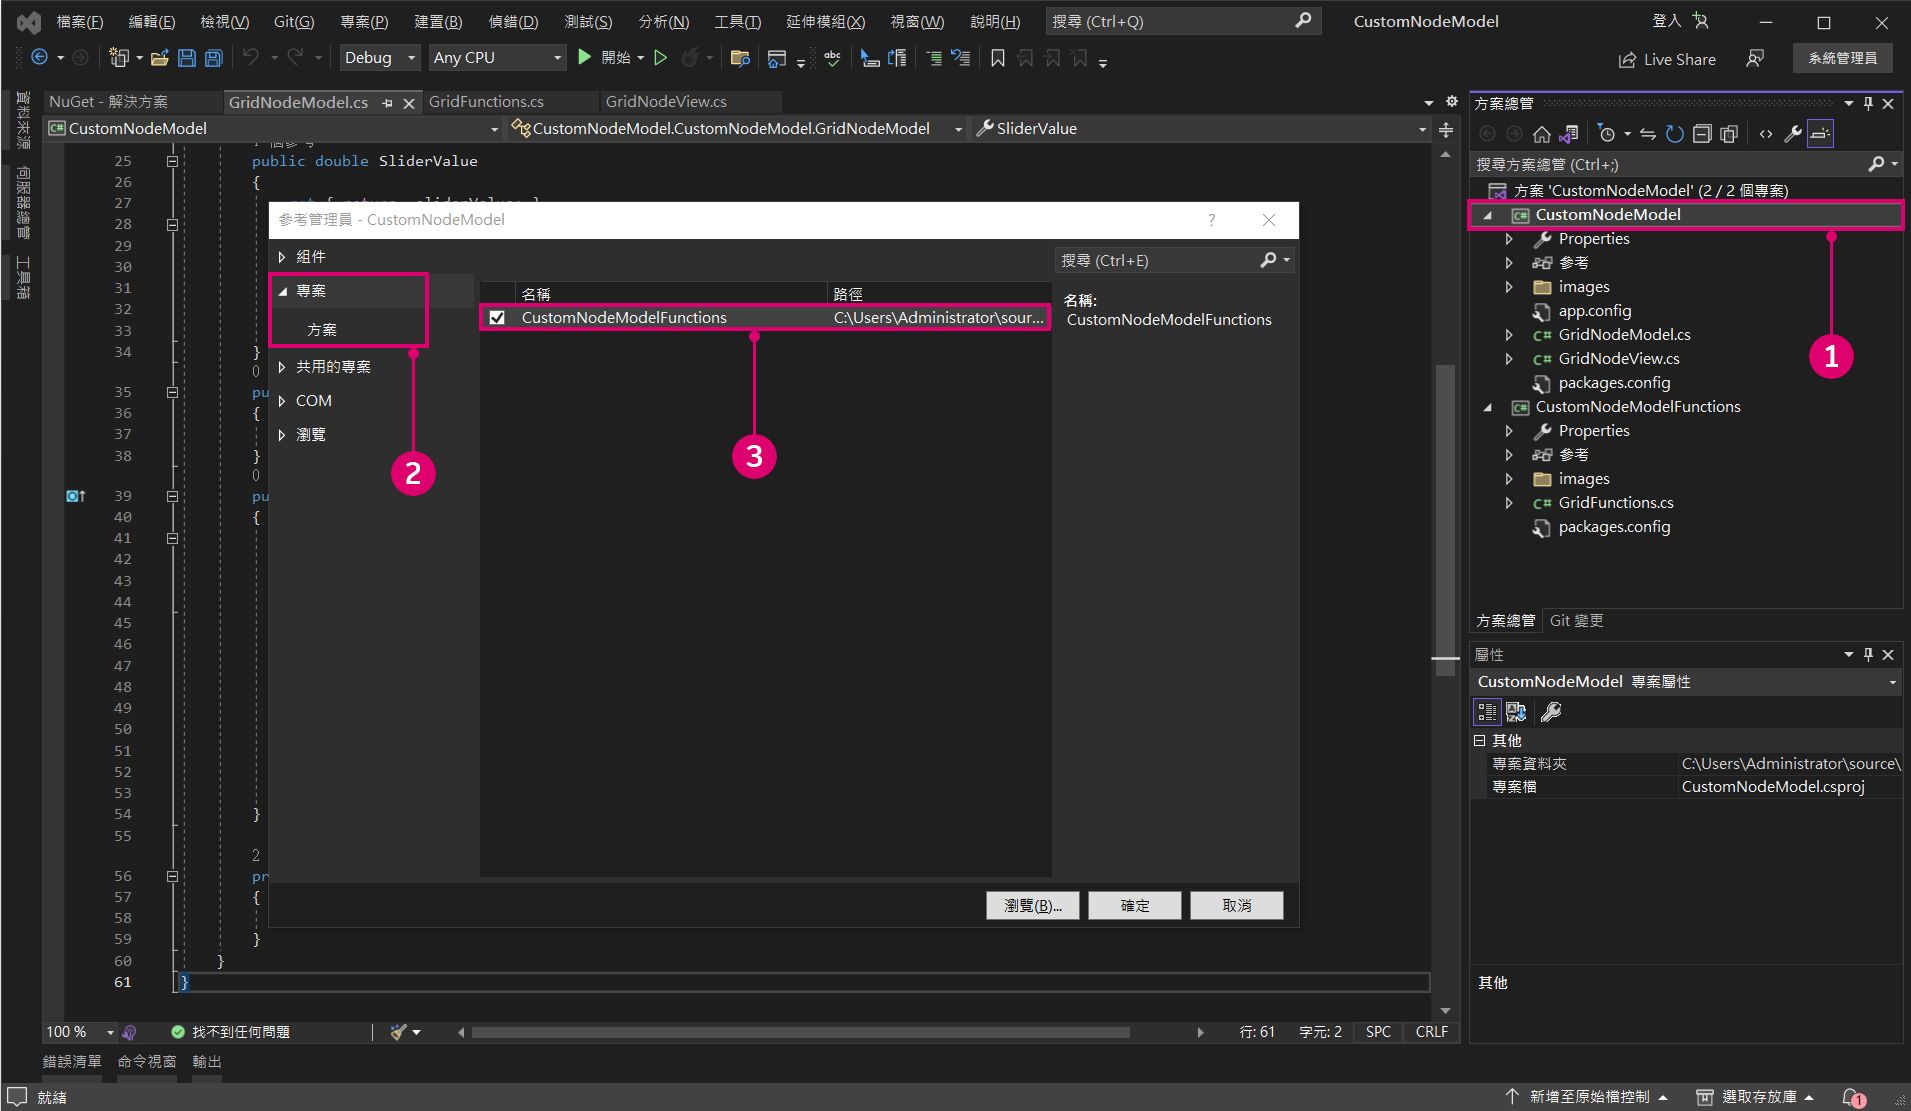 檔案(F) 編輯(E) 檢視(V) Git(G) 專案(P) 建置(B) 偵錯(D) 測試(S) 分析(N) 工具(T) 延伸模組(X) 視窗(W) 說明(H) 搜尋 (Ctrl+Q) CustomNodeModel 登入
Debug Any CPU 開始 Live Share 系統管理員
資料來源
伺服器總管
工具箱
NuGet - 解決方案 GridNodeModel.cs GridFunctions.cs GridNodeView.cs
CustomNodeModel CustomNodeModel.CustomNodeModel.GridNodeModel SliderValue
25 public double SliderValue
26 {
27
28
29
30
31
32
33
34 }
0
35 pu
36 {
37
38 }
0
39 pu
40 {
41
42
43
44
45
46
47
48
49
50
51
52
53
54 }
55
2
56 pr
57 {
58
59 }
60 }
61 }
參考管理員 - CustomNodeModel ?
組件
專案
方案
共用的專案
COM
瀏覽
2
名稱 路徑
CustomNodeModelFunctions C:\Users\Administrator\sour...
3
搜尋 (Ctrl+E)
名稱:
CustomNodeModelFunctions
瀏覽(B)... 確定 取消
100 % 找不到任何問題 行: 61 字元: 2 SPC CRLF
錯誤清單 命令視窗 輸出
方案總管
搜尋方案總管 (Ctrl+;)
方案 'CustomNodeModel' (2 / 2 個專案)
CustomNodeModel
Properties
參考
images
app.config
GridNodeModel.cs
GridNodeView.cs
packages.config
1
CustomNodeModelFunctions
Properties
參考
images
GridFunctions.cs
packages.config
方案總管 Git 變更
屬性
CustomNodeModel 專案屬性
其他
專案資料夾 C:\Users\Administrator\source\
專案檔 CustomNodeModel.csproj
其他
就緒 新增至原始檔控制 選取存放庫 1